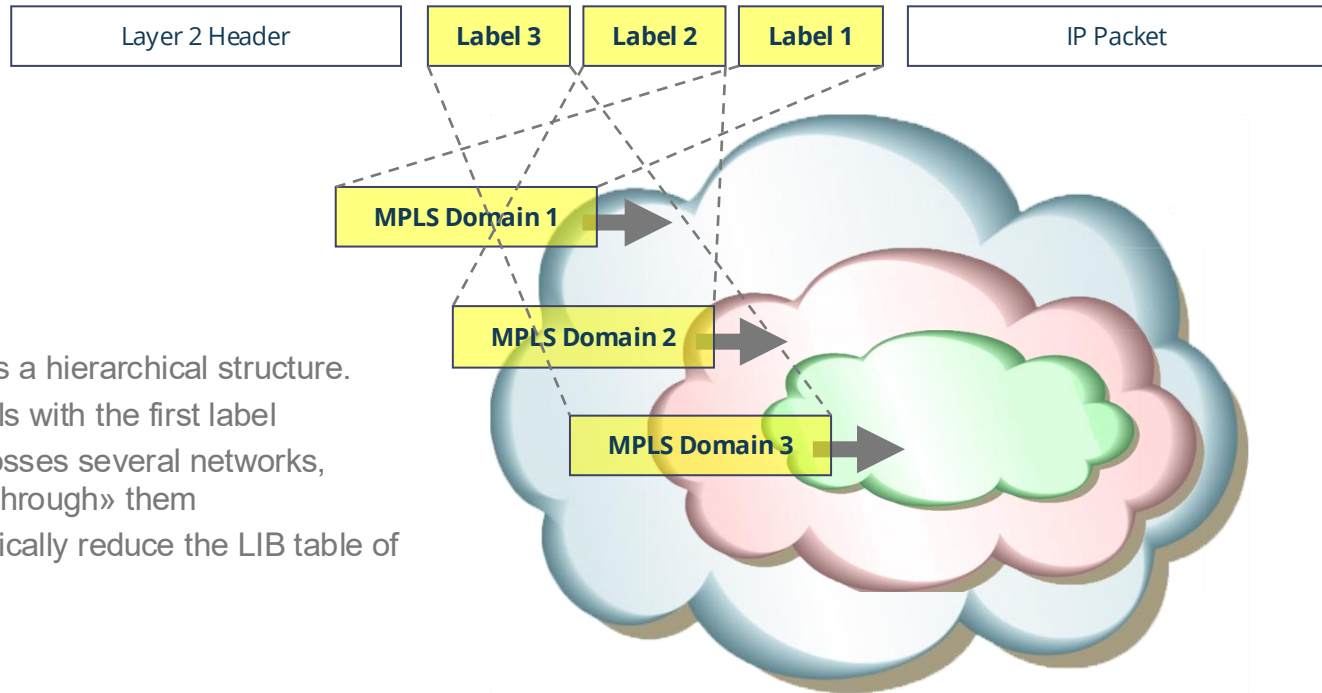 Layer 2 Header
Label 3
Label 2
Label 1
IP Packet
MPLS Domain 1
MPLS Domain 2
MPLS Domain 3
s a hierarchical structure.
ls with the first label
osses several networks,
hrough» them
ically reduce the LIB table of